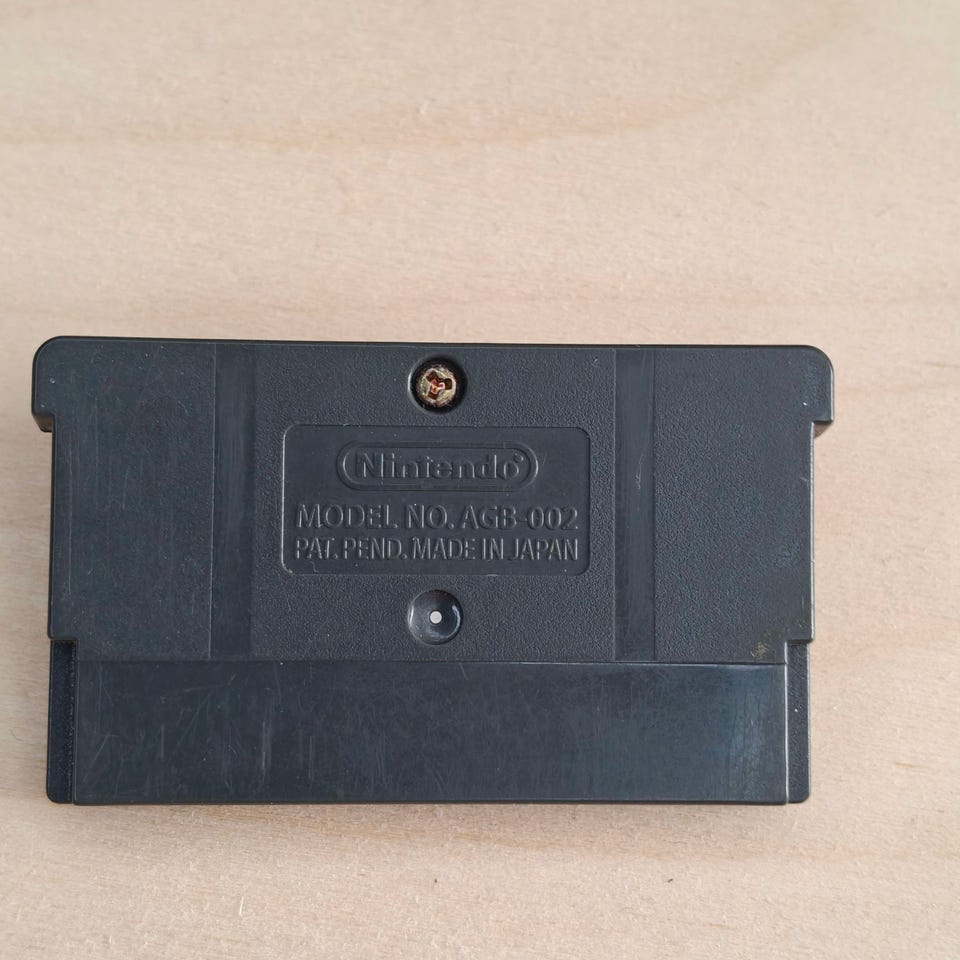 Nintendo®
MODEL NO. AGB-002
PAT. PEND. MADE IN JAPAN